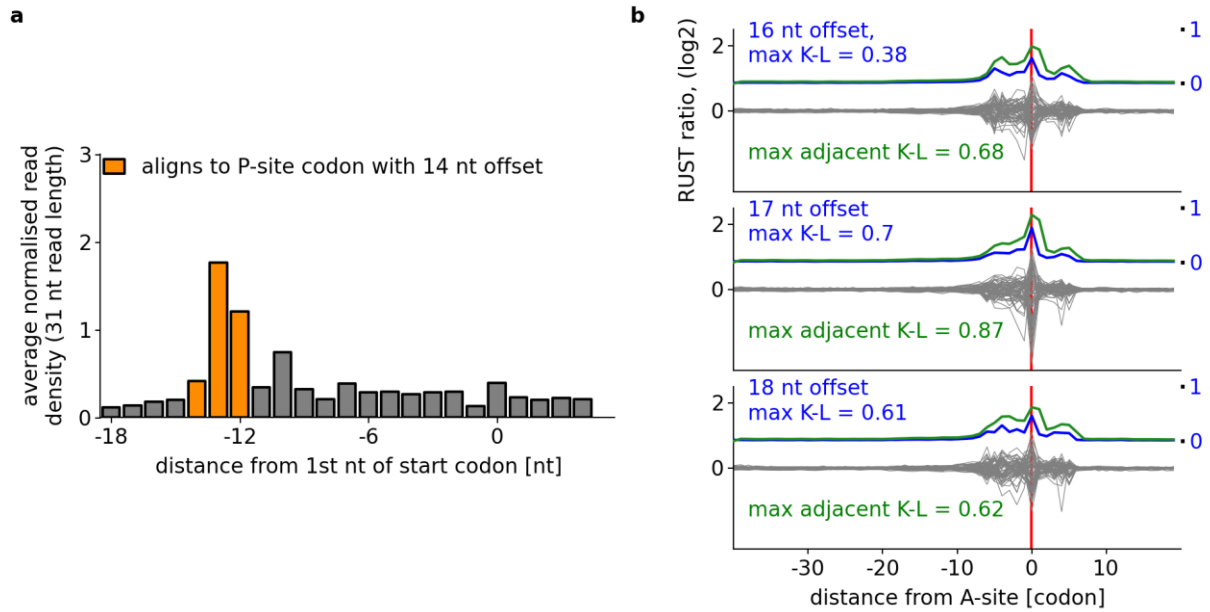 a
average normalised read
density (31 nt read length)
3
2
1
0
aligns to P-site codon with 14 nt offset
-18
-12
-6
0
distance from 1st nt of start codon [nt]
b
RUST ratio, (log2)
2
0
16 nt offset,
max K-L = 0.38
1
0
max adjacent K-L = 0.68
2
0
17 nt offset
max K-L = 0.7
1
0
max adjacent K-L = 0.87
2
0
18 nt offset
max K-L = 0.61
1
0
max adjacent K-L = 0.62
-30
-20
-10
0
10
distance from A-site [codon]